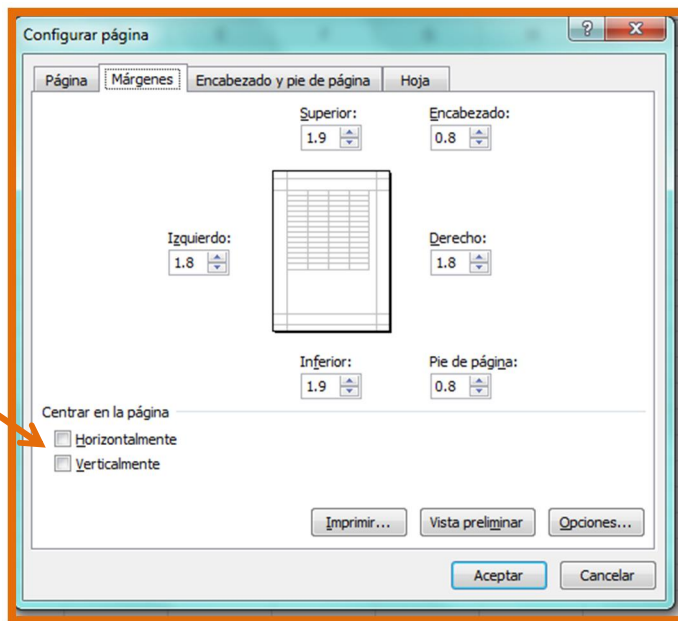 Configurar página
Página Márgenes Encabezado y pie de página Hoja
Superior: Encabezado:
1.9 0.8
Izquierdo: Derecho:
1.8 1.8
Inferior: Pie de página:
1.9 0.8
Centrar en la página
Horizontalmente
Verticalmente
Imprimir... Vista preliminar Opciones...
Aceptar Cancelar